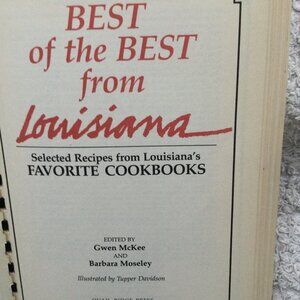 BEST
of the BEST
from
Louisiana
Selected Recipes from Louisiana's
FAVORITE COOKBOOKS
EDITED BY
Gwen McKee
AND
Barbara Moseley
Illustrated by Tupper Davidson